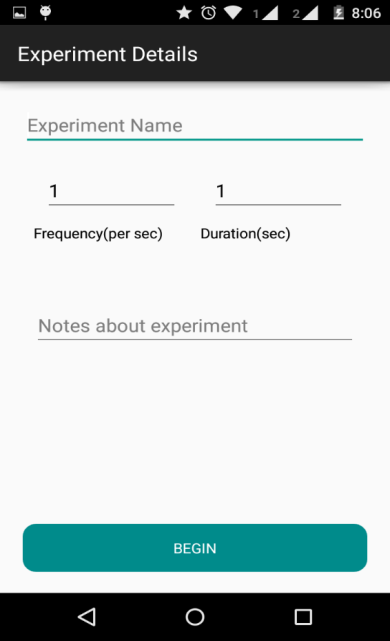 1 2 8:06
Experiment Details
Experiment Name
1 1
Frequency(per sec) Duration(sec)
Notes about experiment
BEGIN